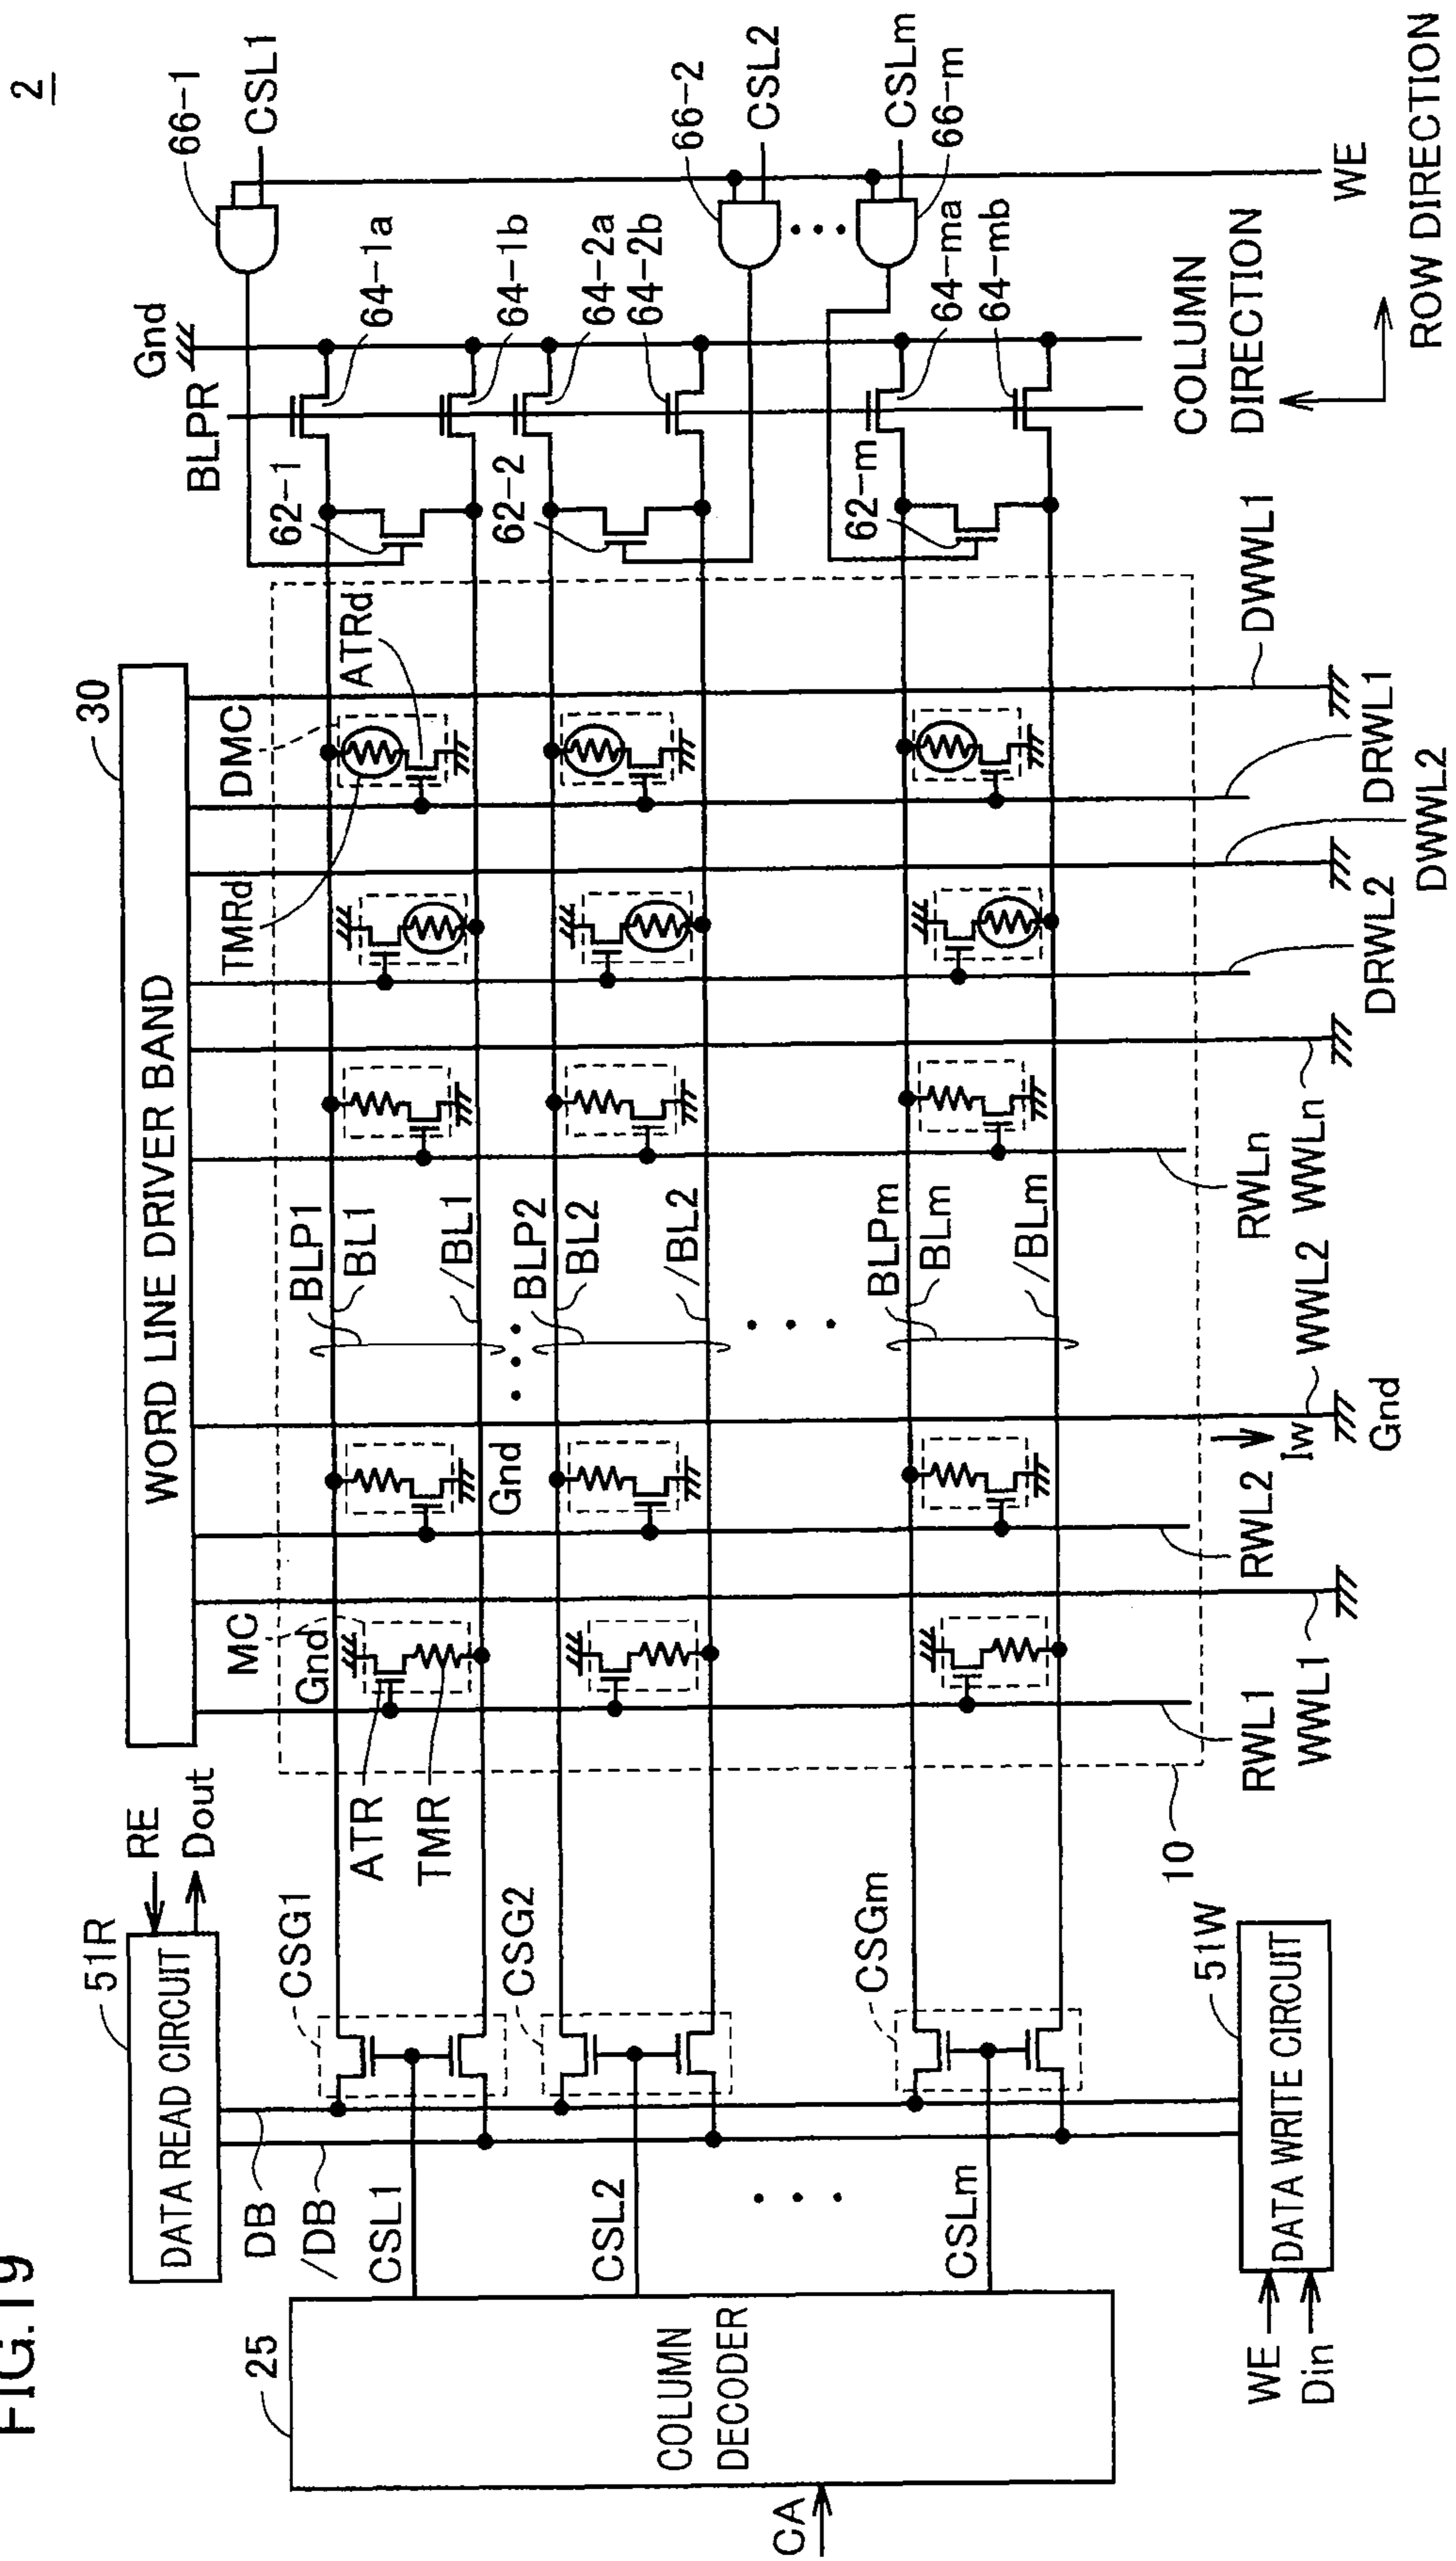 FIG.19
2
30
WORD LINE DRIVER BAND
51R
DATA READ CIRCUIT
RE
Dout
DB
/DB
25
COLUMN
DECODER
CA
CSL1
CSL2
CSLm
CSG1
CSG2
CSGm
51W
DATA WRITE CIRCUIT
WE
Din
ATR
TMR
MC
Gnd
Gnd
BLP1
BL1
/BL1
BLP2
BL2
/BL2
BLPm
BLm
/BLm
TMRd
DMC
ATRd
10
RWL1
WWL1
RWL2
Iw
WWL2
Gnd
RWLn
WWLn
DRWL2
DWWL2
DRWL1
DWWL1
62-1
62-2
62-m
BLPR
Gnd
64-1a
64-1b
64-2a
64-2b
64-ma
64-mb
66-1
CSL1
66-2
CSL2
CSLm
66-m
WE
COLUMN
DIRECTION
ROW DIRECTION